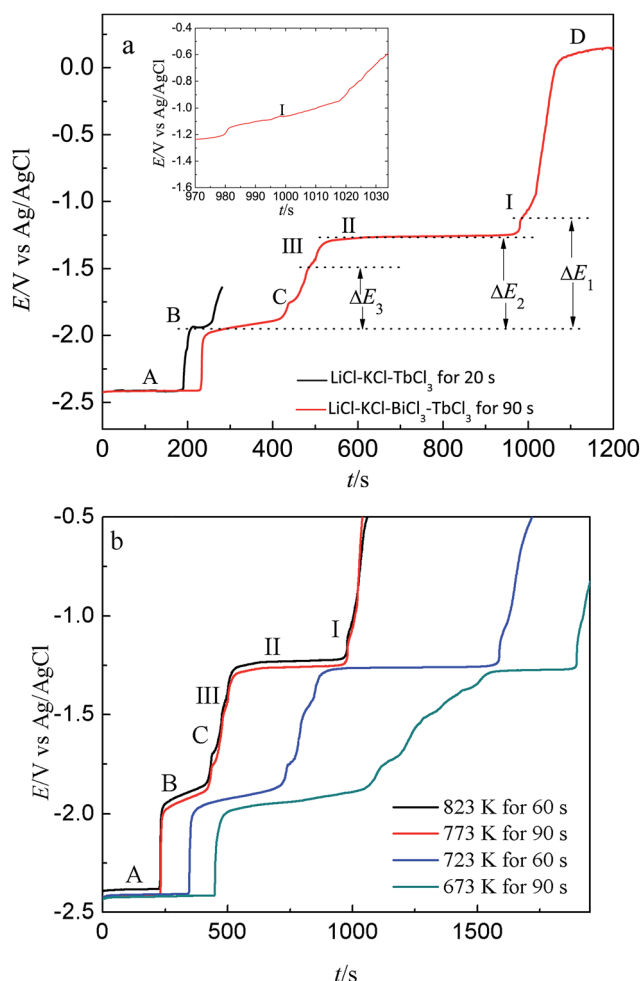 a
E/V vs Ag/AgCl
0.0
-0.5
-1.0
-1.5
-2.0
-2.5
0 200 400 600 800 1000 1200
t/s
E/V vs Ag/AgCl
-0.4
-0.6
-0.8
-1.0
-1.2
-1.4
-1.6
970 980 990 1000 1010 1020 1030
t/s
I
D
I
II
III
C
B
A
ΔE₃
ΔE₂
ΔE₁
LiCl-KCl-TbCl₃ for 20 s
LiCl-KCl-BiCl₃-TbCl₃ for 90 s
b
E/V vs Ag/AgCl
-0.5
-1.0
-1.5
-2.0
-2.5
0 500 1000 1500
t/s
I
II
III
C
B
A
823 K for 60 s
773 K for 90 s
723 K for 60 s
673 K for 90 s